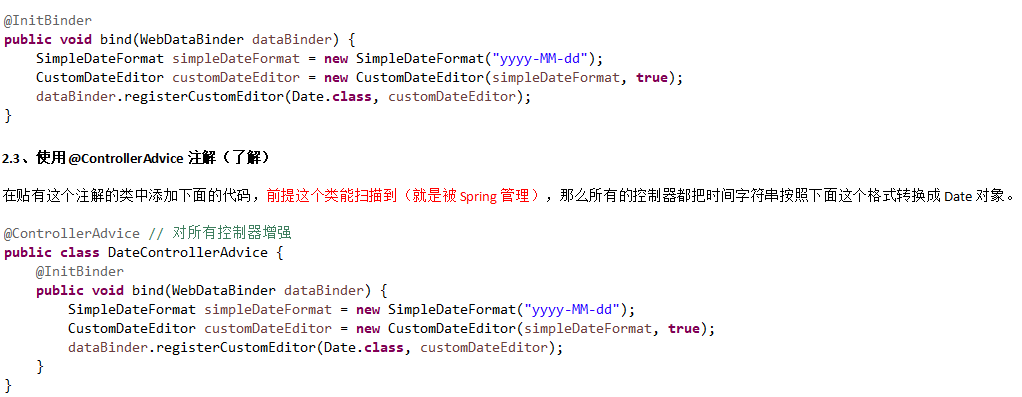 @InitBinder
public void bind(WebDataBinder dataBinder) {
    SimpleDateFormat simpleDateFormat = new SimpleDateFormat("yyyy-MM-dd");
    CustomDateEditor customDateEditor = new CustomDateEditor(simpleDateFormat, true);
    dataBinder.registerCustomEditor(Date.class, customDateEditor);
}
2.3、使用 @ControllerAdvice 注解（了解）
在贴有这个注解的类中添加下面的代码，前提这个类能扫描到（就是被 Spring 管理），那么所有的控制器都把时间字符串按照下面这个格式转换成 Date 对象。
@ControllerAdvice // 对所有控制器增强
public class DateControllerAdvice {
    @InitBinder
    public void bind(WebDataBinder dataBinder) {
        SimpleDateFormat simpleDateFormat = new SimpleDateFormat("yyyy-MM-dd");
        CustomDateEditor customDateEditor = new CustomDateEditor(simpleDateFormat, true);
        dataBinder.registerCustomEditor(Date.class, customDateEditor);
    }
}